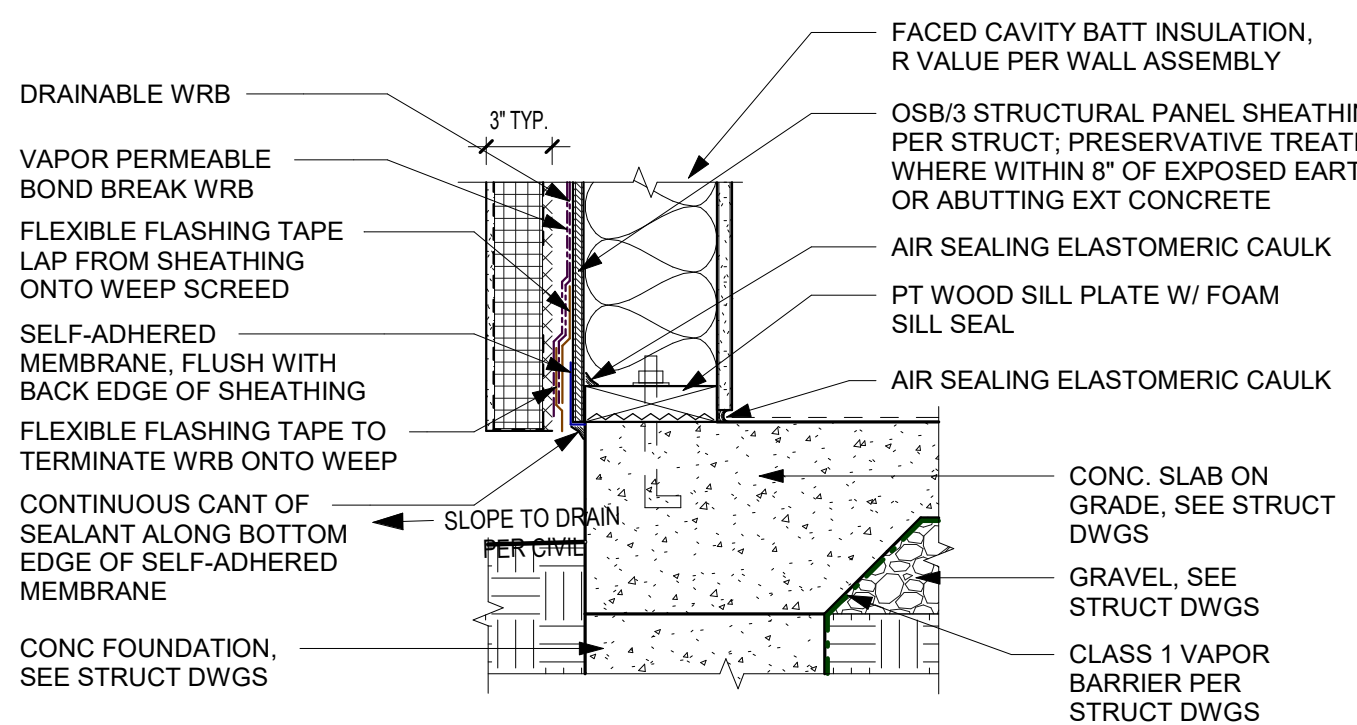 DRAINABLE WRB
VAPOR PERMEABLE
BOND BREAK WRB
FLEXIBLE FLASHING TAPE
LAP FROM SHEATHING
ONTO WEEP SCREED
SELF-ADHERED
MEMBRANE, FLUSH WITH
BACK EDGE OF SHEATHING
FLEXIBLE FLASHING TAPE TO
TERMINATE WRB ONTO WEEP
CONTINUOUS CANT OF
SEALANT ALONG BOTTOM
EDGE OF SELF-ADHERED
MEMBRANE
CONC FOUNDATION,
SEE STRUCT DWGS
3" TYP.
SLOPE TO DRAIN
PER CIVIL
FACED CAVITY BATT INSULATION,
R VALUE PER WALL ASSEMBLY
OSB/3 STRUCTURAL PANEL
PER STRUCT; PRESERVATIVE
WHERE WITHIN 8" OF EXPOSED
OR ABUTTING EXT CONCRETE
AIR SEALING ELASTOMERIC CAULK
PT WOOD SILL PLATE W/ FOAM
SILL SEAL
AIR SEALING ELASTOMERIC CAULK
CONC. SLAB ON
GRADE, SEE STRUCT
DWGS
GRAVEL, SEE
STRUCT DWGS
CLASS 1 VAPOR
BARRIER PER
STRUCT DWGS